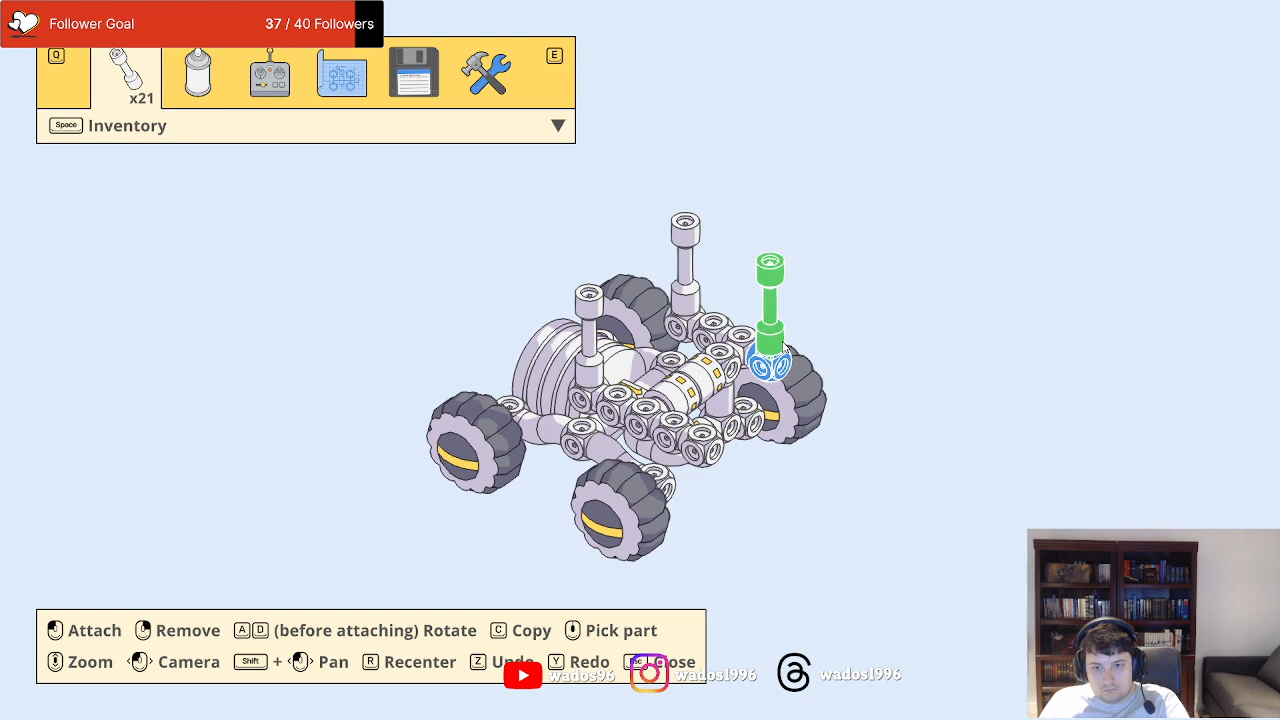 Follower Goal 37 / 40 Followers
Q
E
x21
Space Inventory
Attach Remove A D (before attaching) Rotate C Copy Pick part
Zoom Camera Shift + Pan R Recenter Z Undo Y Redo
wados96 wados1996 wados1996